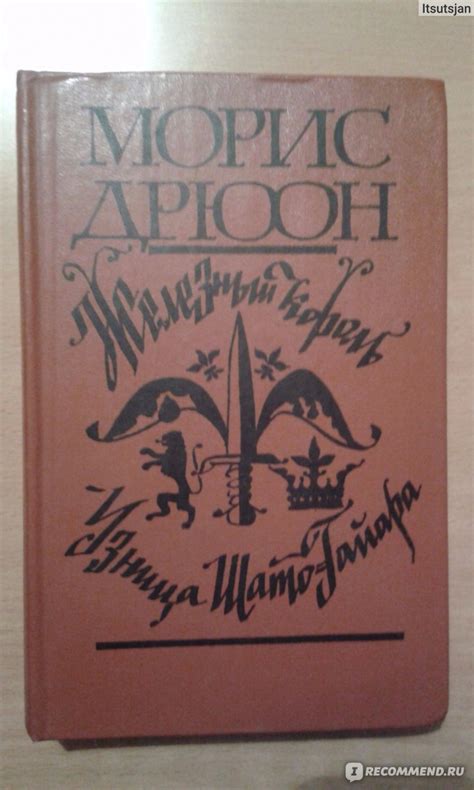 Itsutsjan
МОРИС
ДРЮОН
Железный король
Узница Шато-Гайара
RECOMMEND.RU